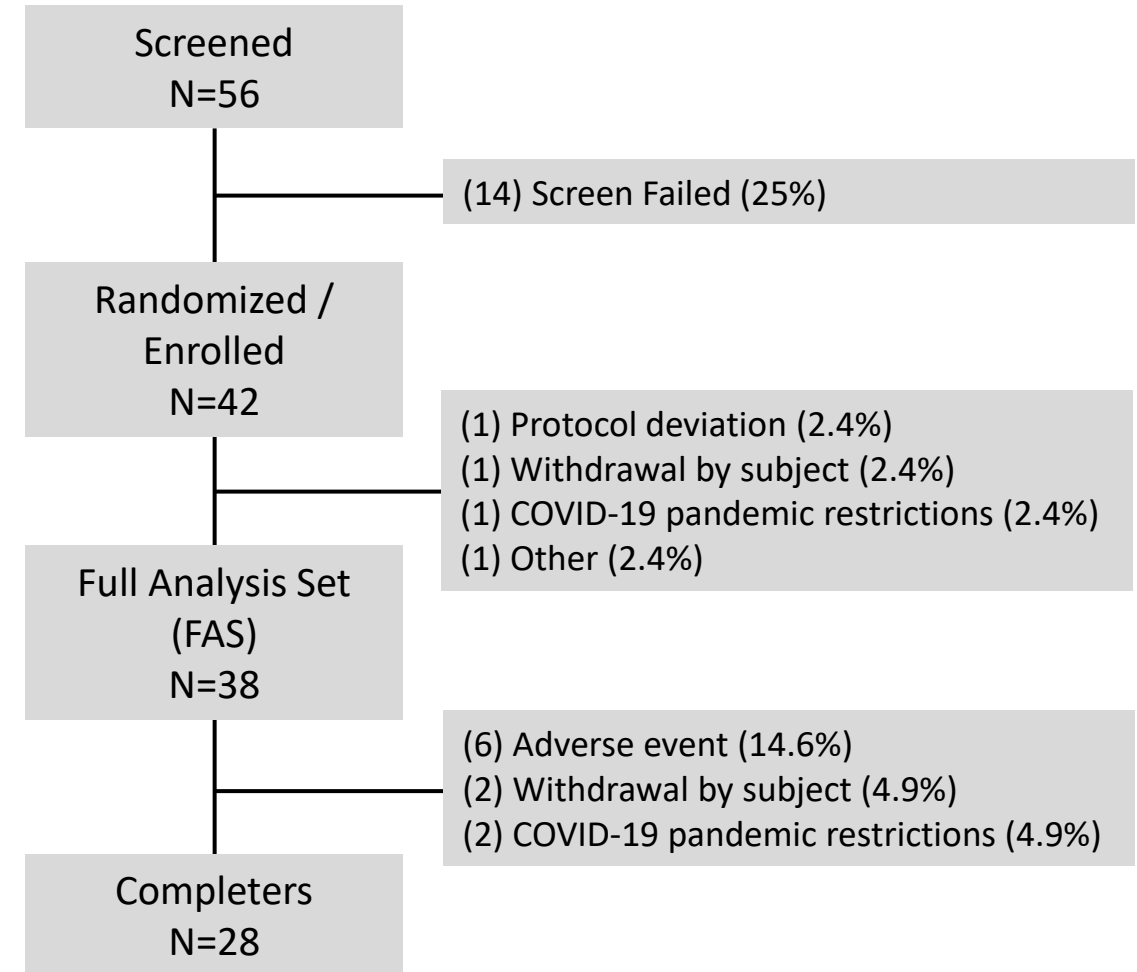 Screened
N=56
(14) Screen Failed (25%)
Randomized /
Enrolled
N=42
(1) Protocol deviation (2.4%)
(1) Withdrawal by subject (2.4%)
(1) COVID-19 pandemic restrictions (2.4%)
(1) Other (2.4%)
Full Analysis Set
(FAS)
N=38
(6) Adverse event (14.6%)
(2) Withdrawal by subject (4.9%)
(2) COVID-19 pandemic restrictions (4.9%)
Completers
N=28